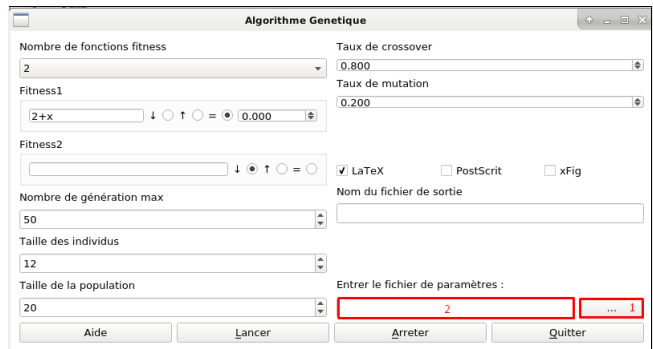 Algorithme Genetique
Nombre de fonctions fitness
2
Fitness1
2+x ↓ ↑ = 0.000
Fitness2
↓ ↑ =
Nombre de génération max
50
Taille des individus
12
Taille de la population
20
Taux de crossover
0.800
Taux de mutation
0.200
LaTeX PostScrit xFig
Nom du fichier de sortie
Entrer le fichier de paramètres :
2 ... 1
Aide Lancer Arreter Quitter